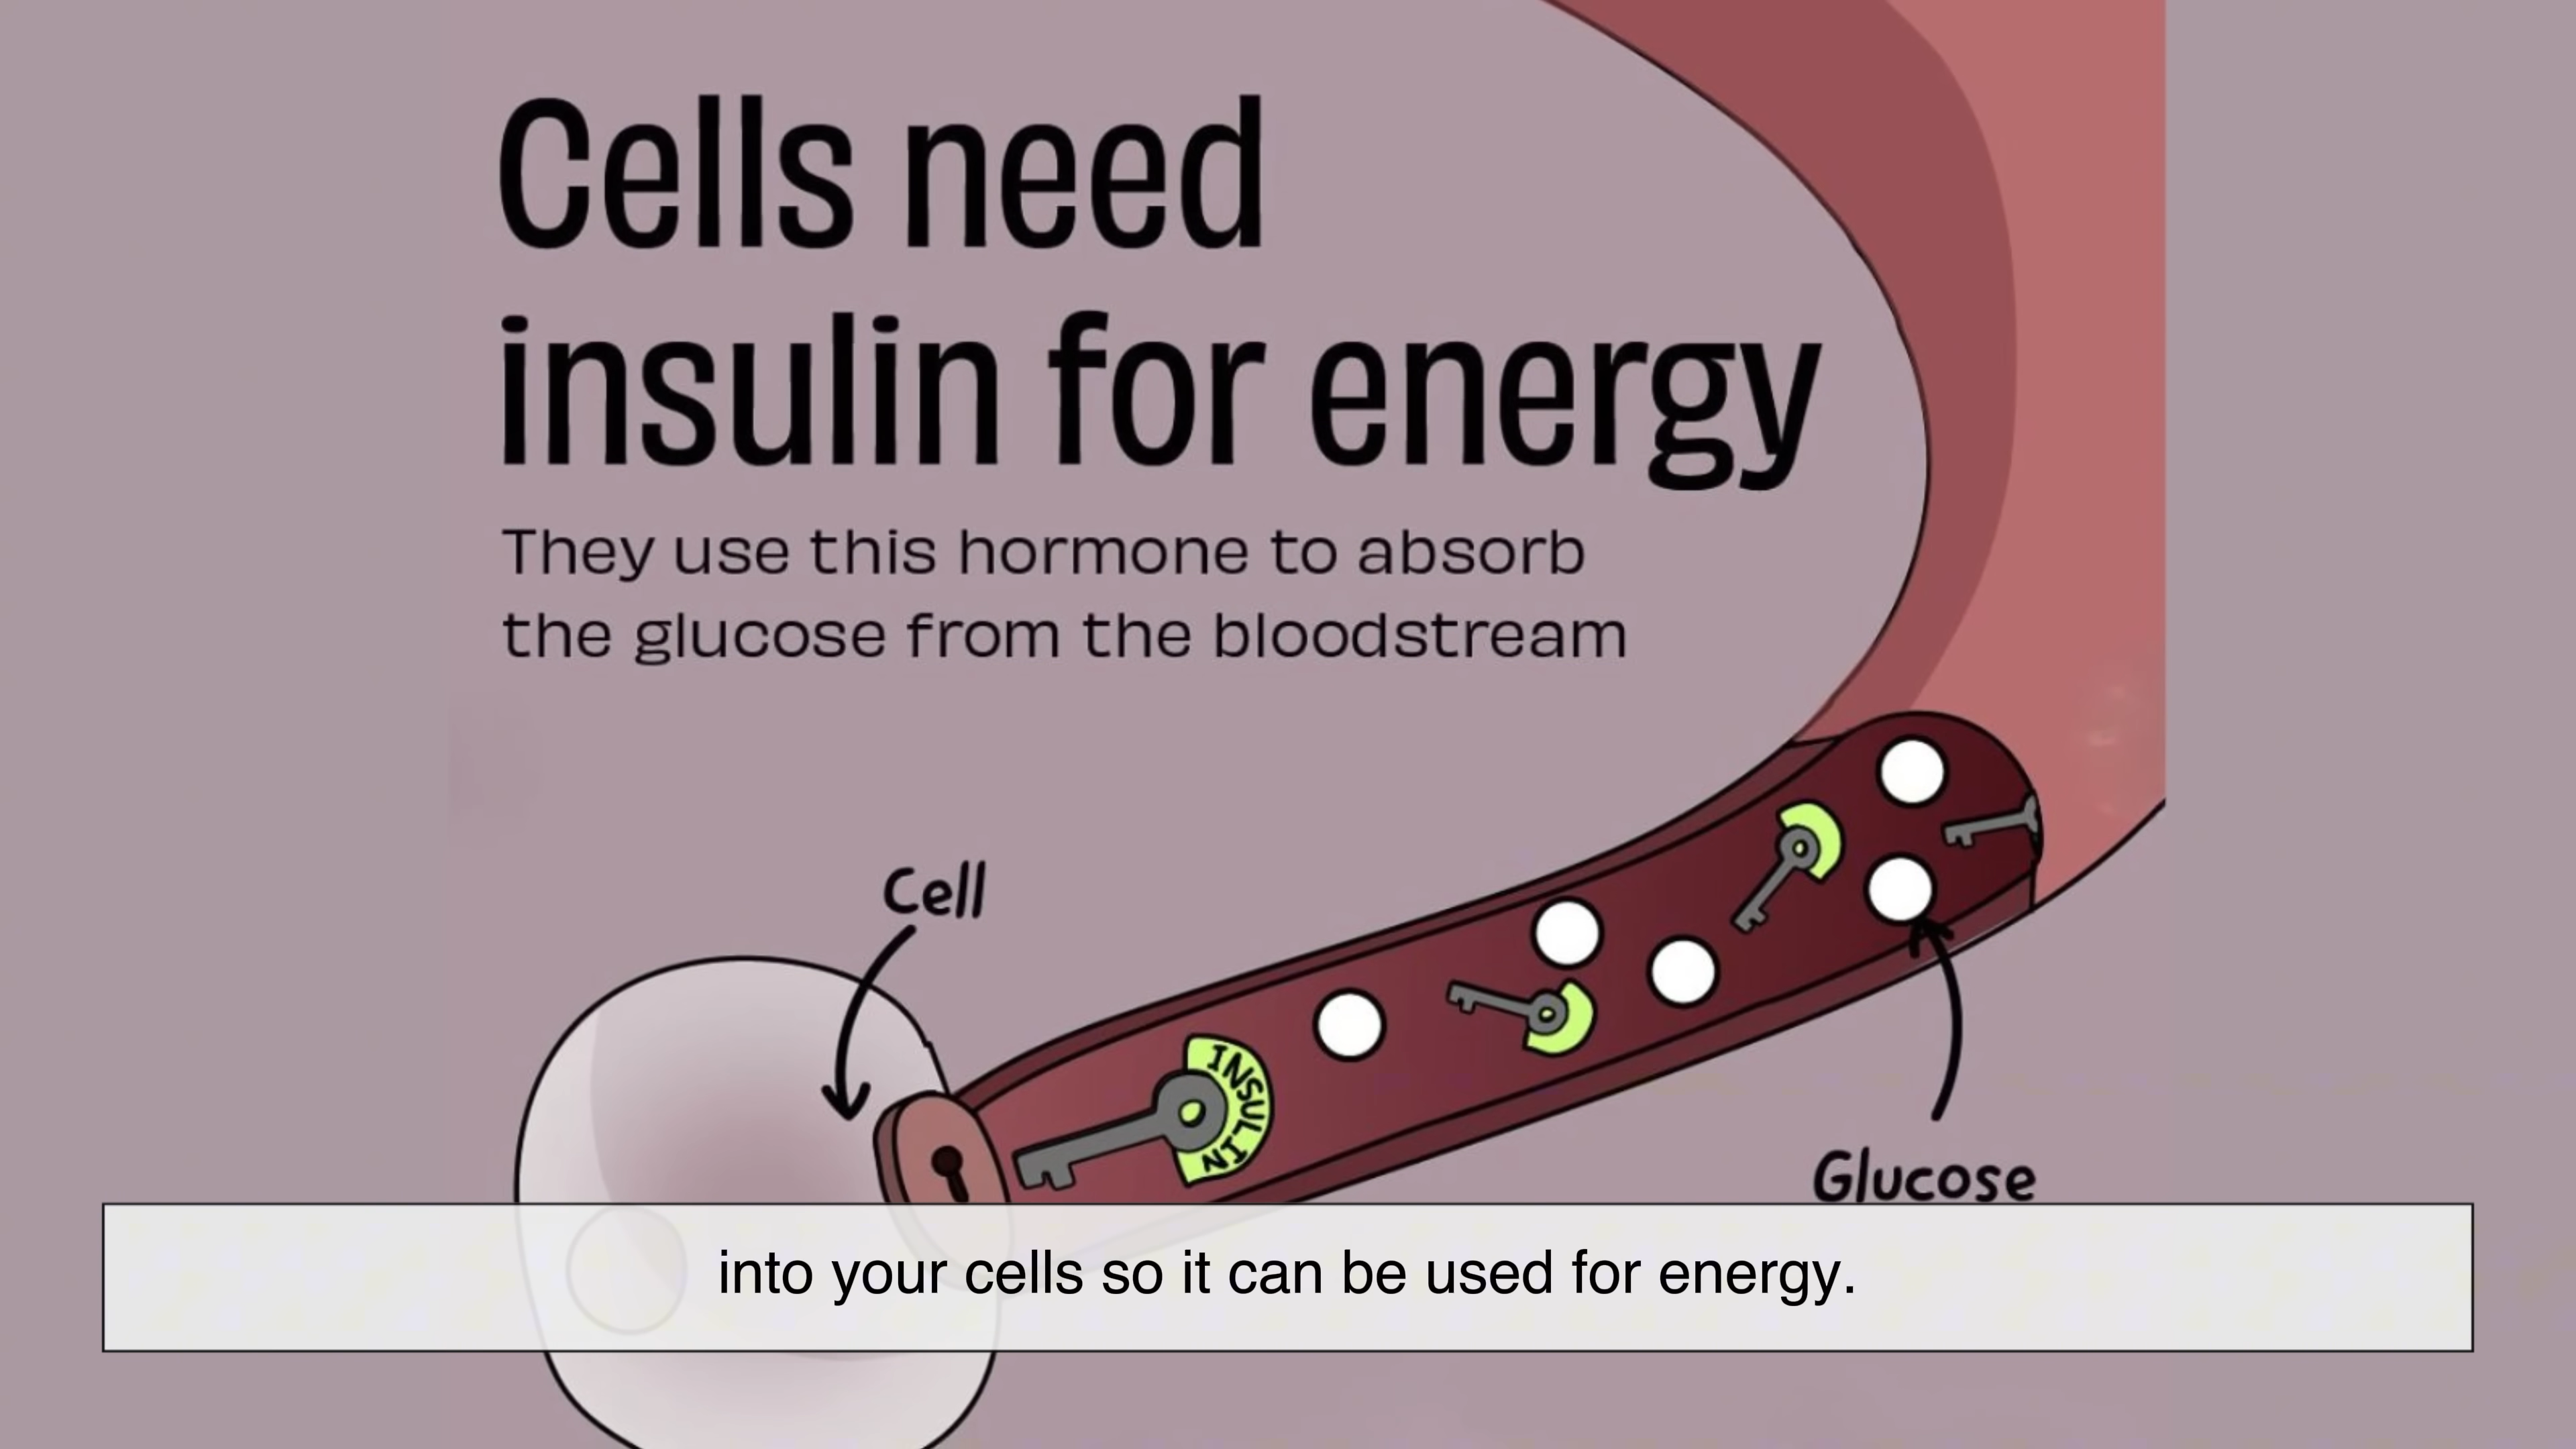 Cells need
insulin for energy
They use this hormone to absorb
the glucose from the bloodstream
Cell
INSULIN
Glucose
into your cells so it can be used for energy.